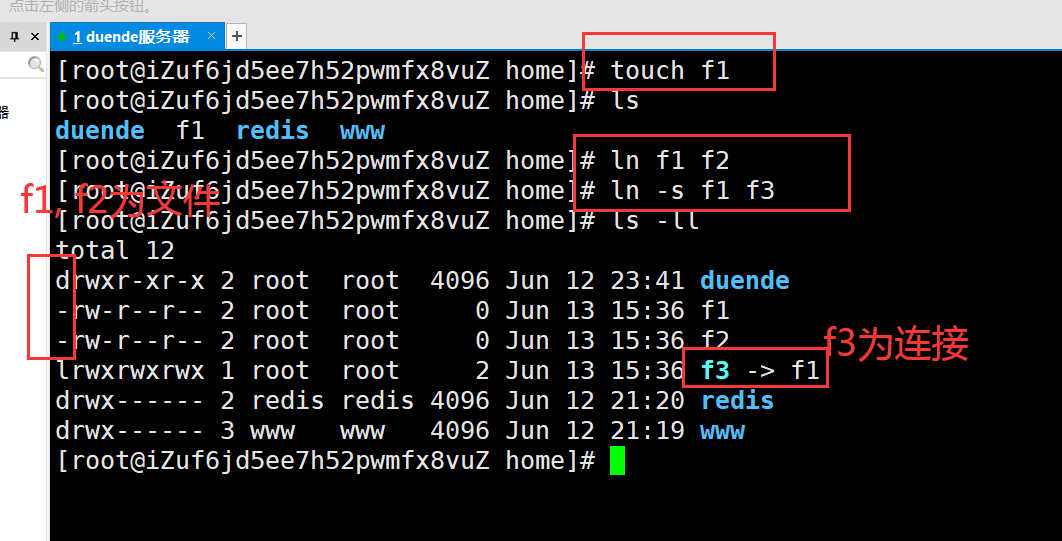 点击左侧的箭头按钮。
1 duende服务器
器
[root@iZuf6jd5ee7h52pwmfx8vuZ home]# touch f1
[root@iZuf6jd5ee7h52pwmfx8vuZ home]# ls
duende  f1  redis  www
[root@iZuf6jd5ee7h52pwmfx8vuZ home]# ln f1 f2
[root@iZuf6jd5ee7h52pwmfx8vuZ home]# ln -s f1 f3
f1, f2为文件
[root@iZuf6jd5ee7h52pwmfx8vuZ home]# ls -ll
total 12
drwxr-xr-x 2 root  root  4096 Jun 12 23:41 duende
-rw-r--r-- 2 root  root     0 Jun 13 15:36 f1
-rw-r--r-- 2 root  root     0 Jun 13 15:36 f2
f3为连接
lrwxrwxrwx 1 root  root     2 Jun 13 15:36 f3 -> f1
drwx------ 2 redis redis 4096 Jun 12 21:20 redis
drwx------ 3 www   www   4096 Jun 12 21:19 www
[root@iZuf6jd5ee7h52pwmfx8vuZ home]#